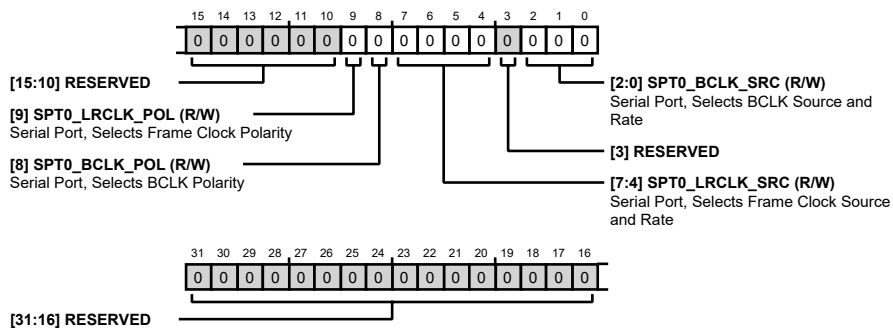 15 14 13 12 11 10 9 8 7 6 5 4 3 2 1 0
0 0 0 0 0 0 0 0 0 0 0 0 0 0 0 0
[15:10] RESERVED
[9] SPT0_LRCLK_POL (R/W)
Serial Port, Selects Frame Clock Polarity
[8] SPT0_BCLK_POL (R/W)
Serial Port, Selects BCLK Polarity
[2:0] SPT0_BCLK_SRC (R/W)
Serial Port, Selects BCLK Source and
Rate
[3] RESERVED
[7:4] SPT0_LRCLK_SRC (R/W)
Serial Port, Selects Frame Clock Source
and Rate
31 30 29 28 27 26 25 24 23 22 21 20 19 18 17 16
0 0 0 0 0 0 0 0 0 0 0 0 0 0 0 0
[31:16] RESERVED